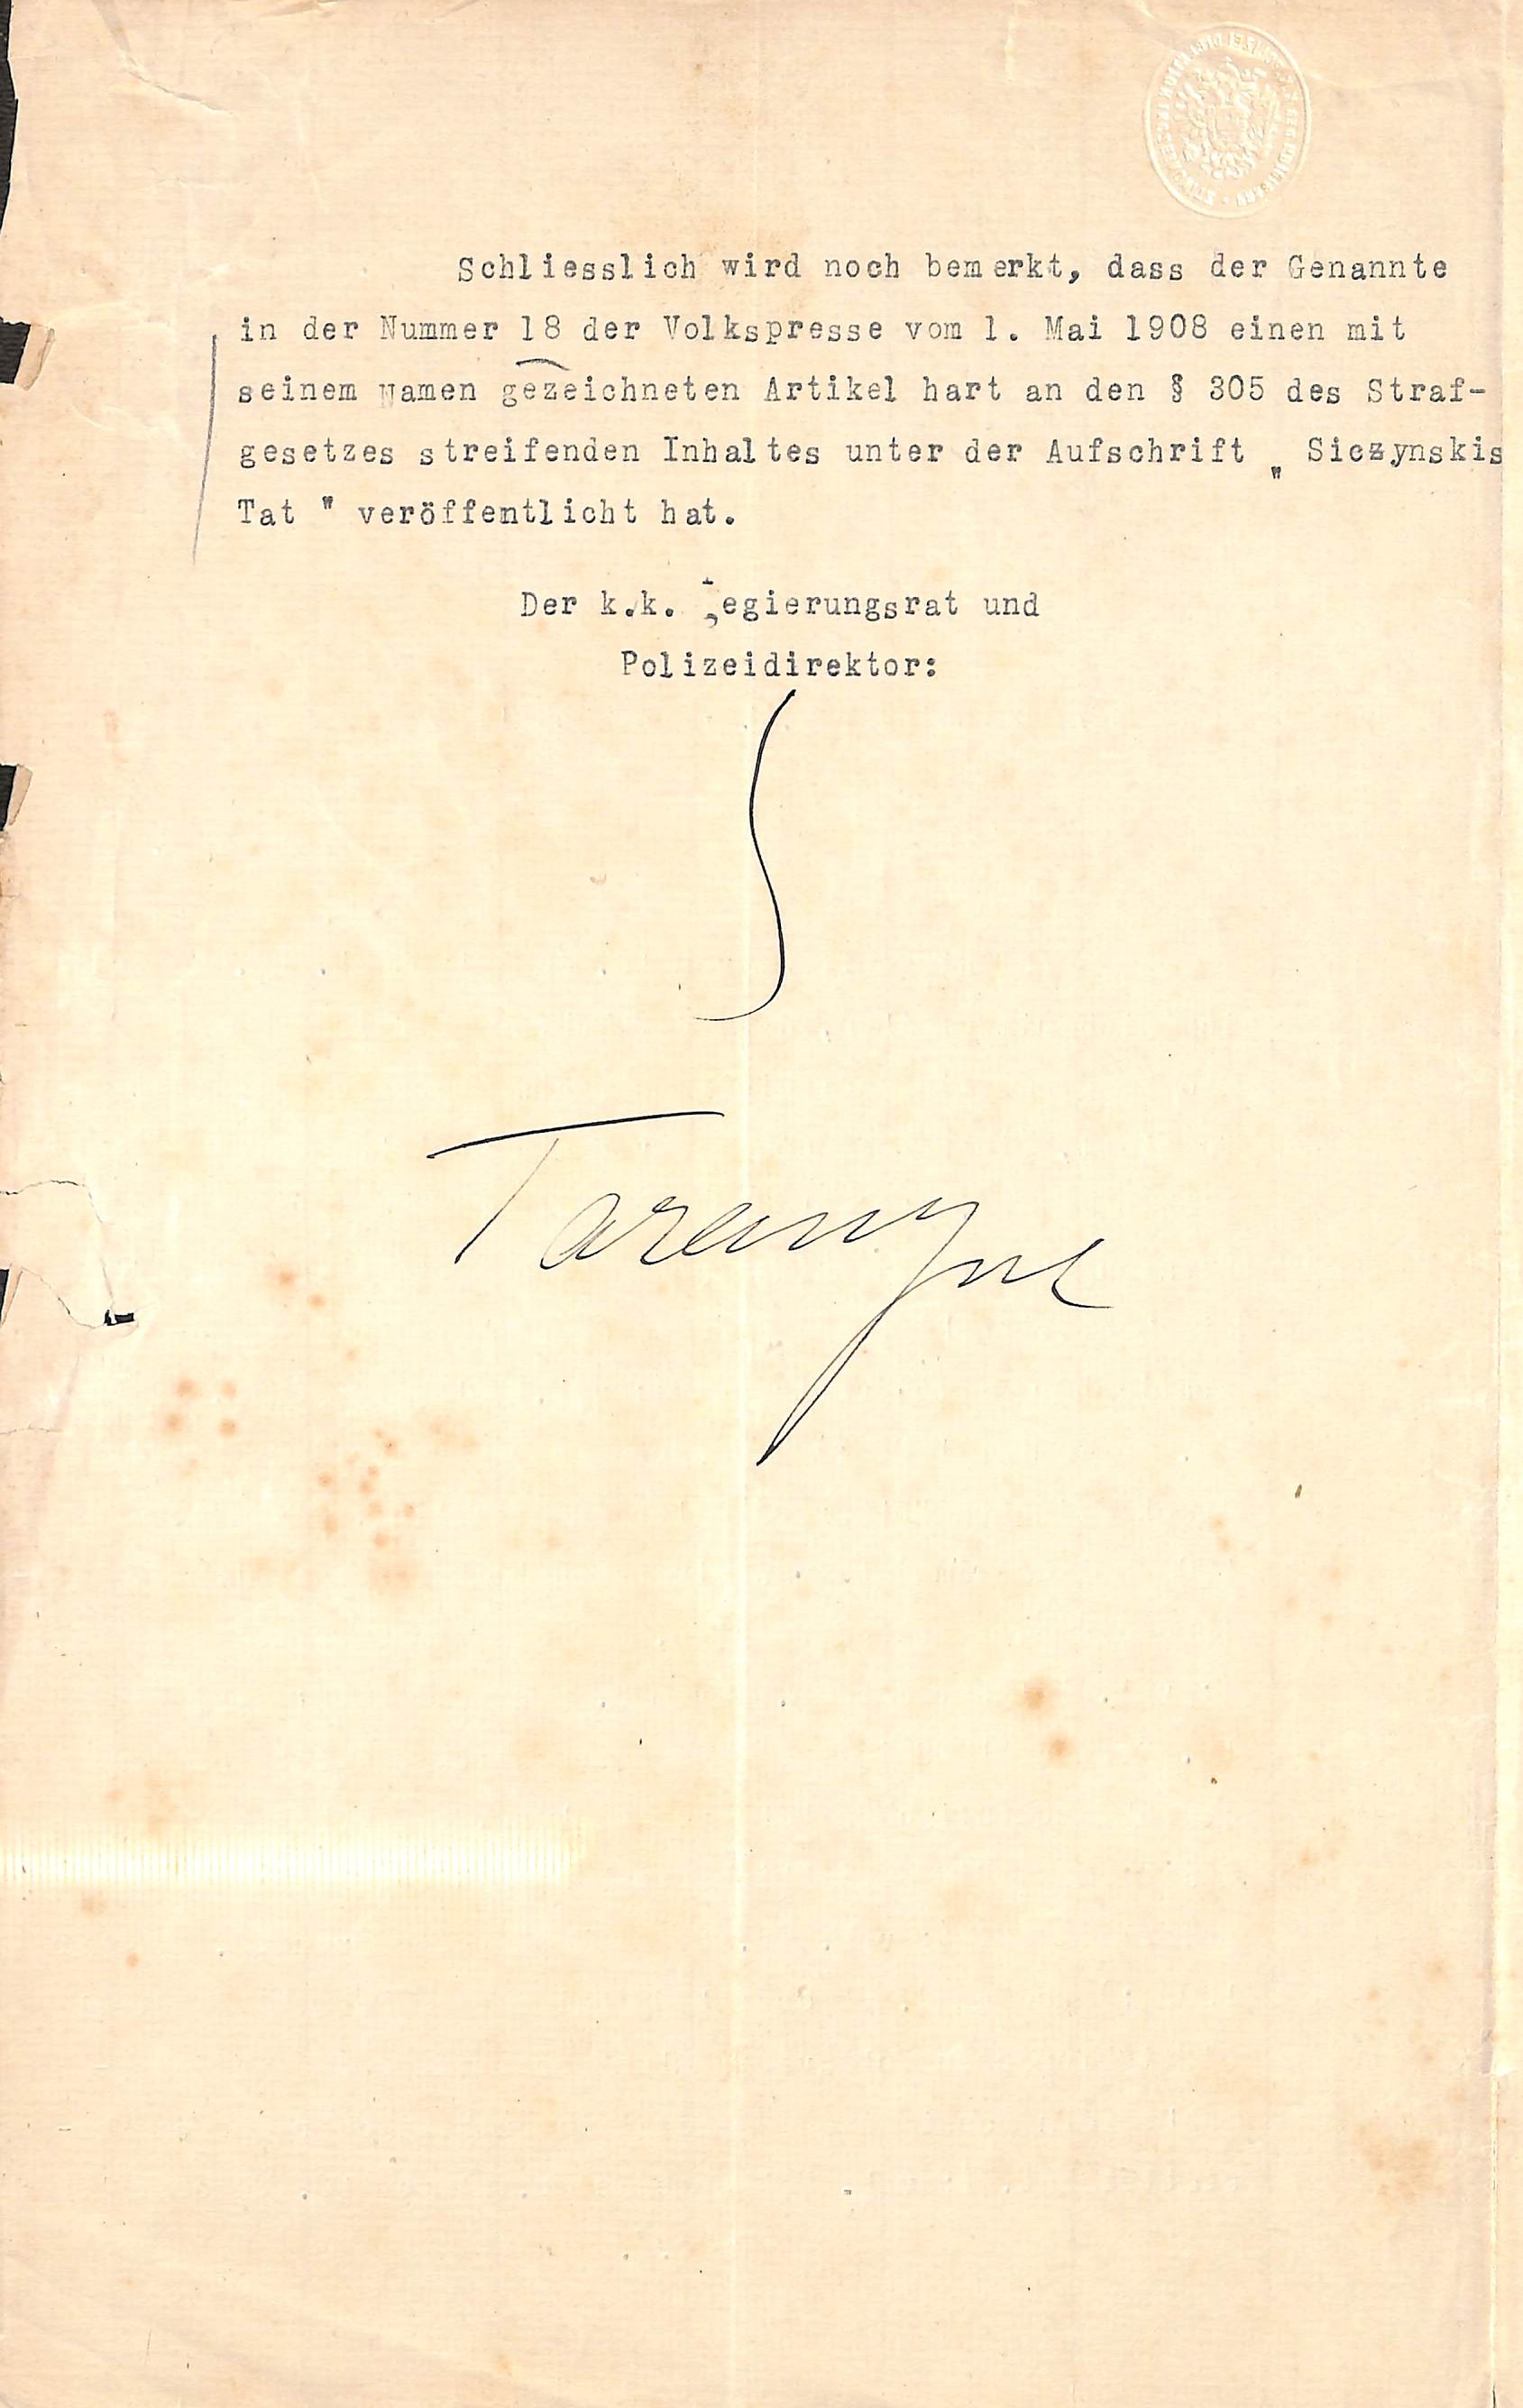 Schliesslich wird noch bemerkt, dass der Genannte
in der Nummer 18 der Volkspresse vom 1. Mai 1908 einen mit
seinem Namen gezeichneten Artikel hart an den § 305 des Straf-
gesetzes streifenden Inhaltes unter der Aufschrift „ Siczynskis
Tat " veröffentlicht hat.
Der k.k. Regierungsrat und
Polizeidirektor: